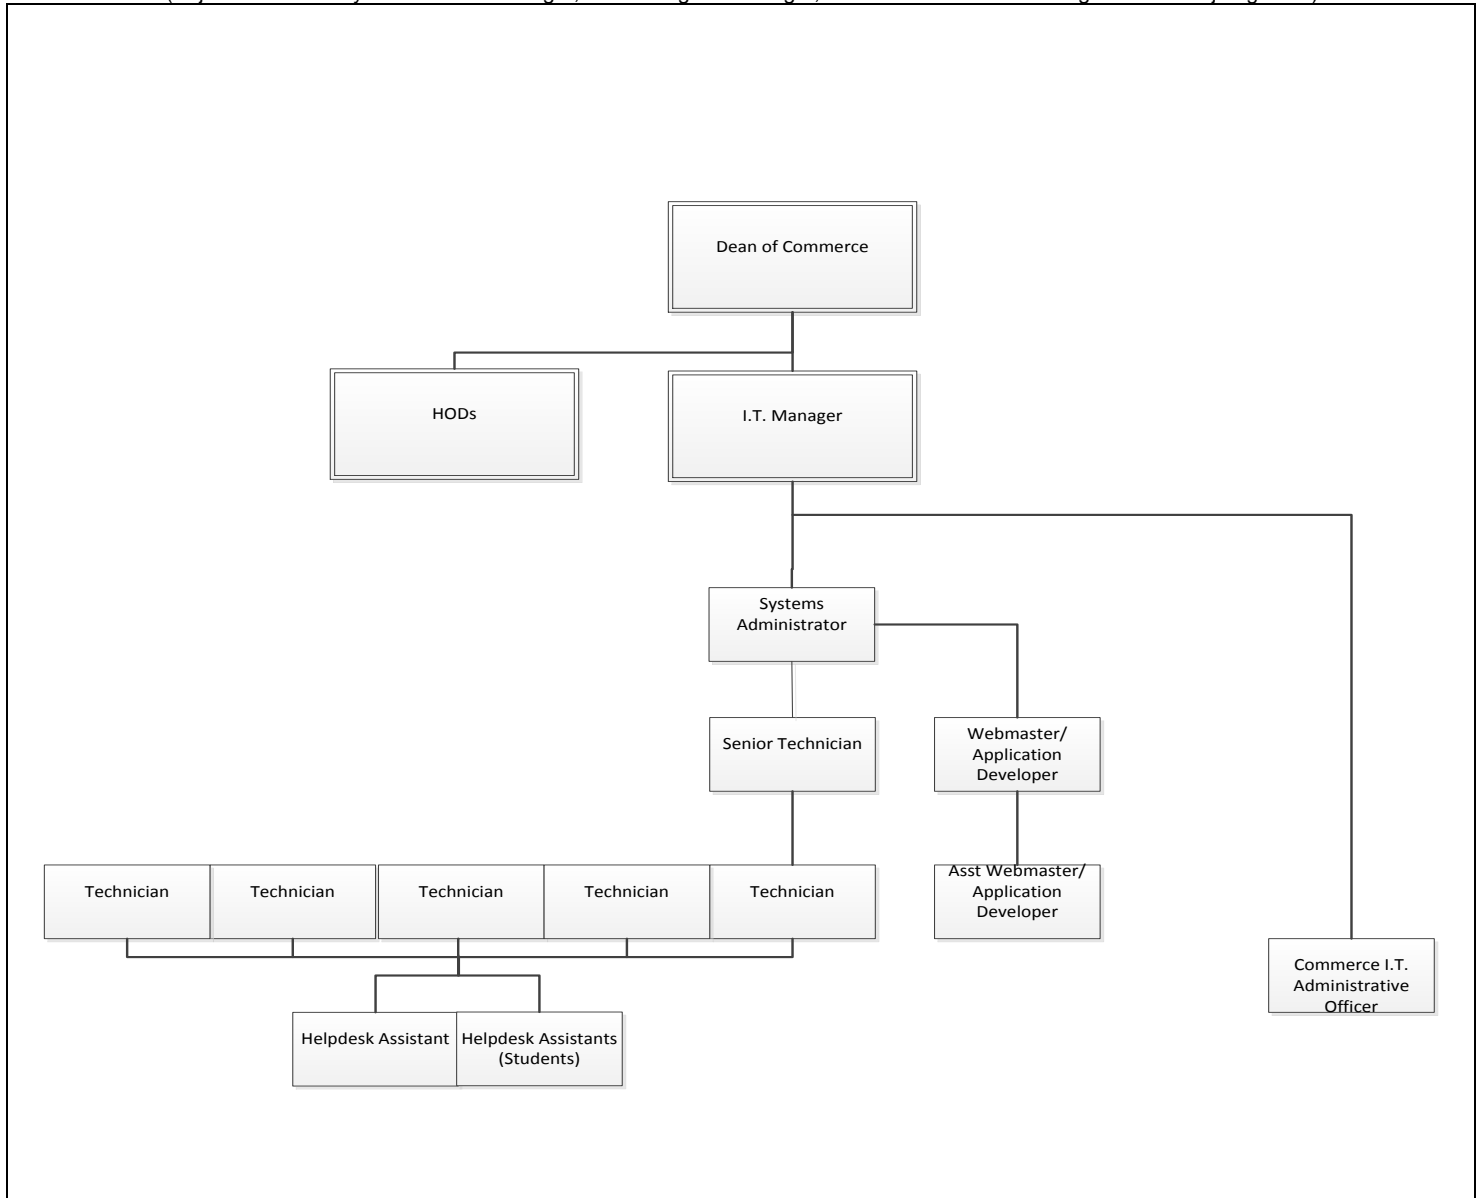 Dean of Commerce
HODs
I.T. Manager
Systems
Administrator
Senior Technician
Webmaster/
Application
Developer
Technician
Technician
Technician
Technician
Technician
Asst Webmaster/
Application
Developer
Commerce I.T.
Administrative
Officer
Helpdesk Assistant
Helpdesk Assistants
(Students)